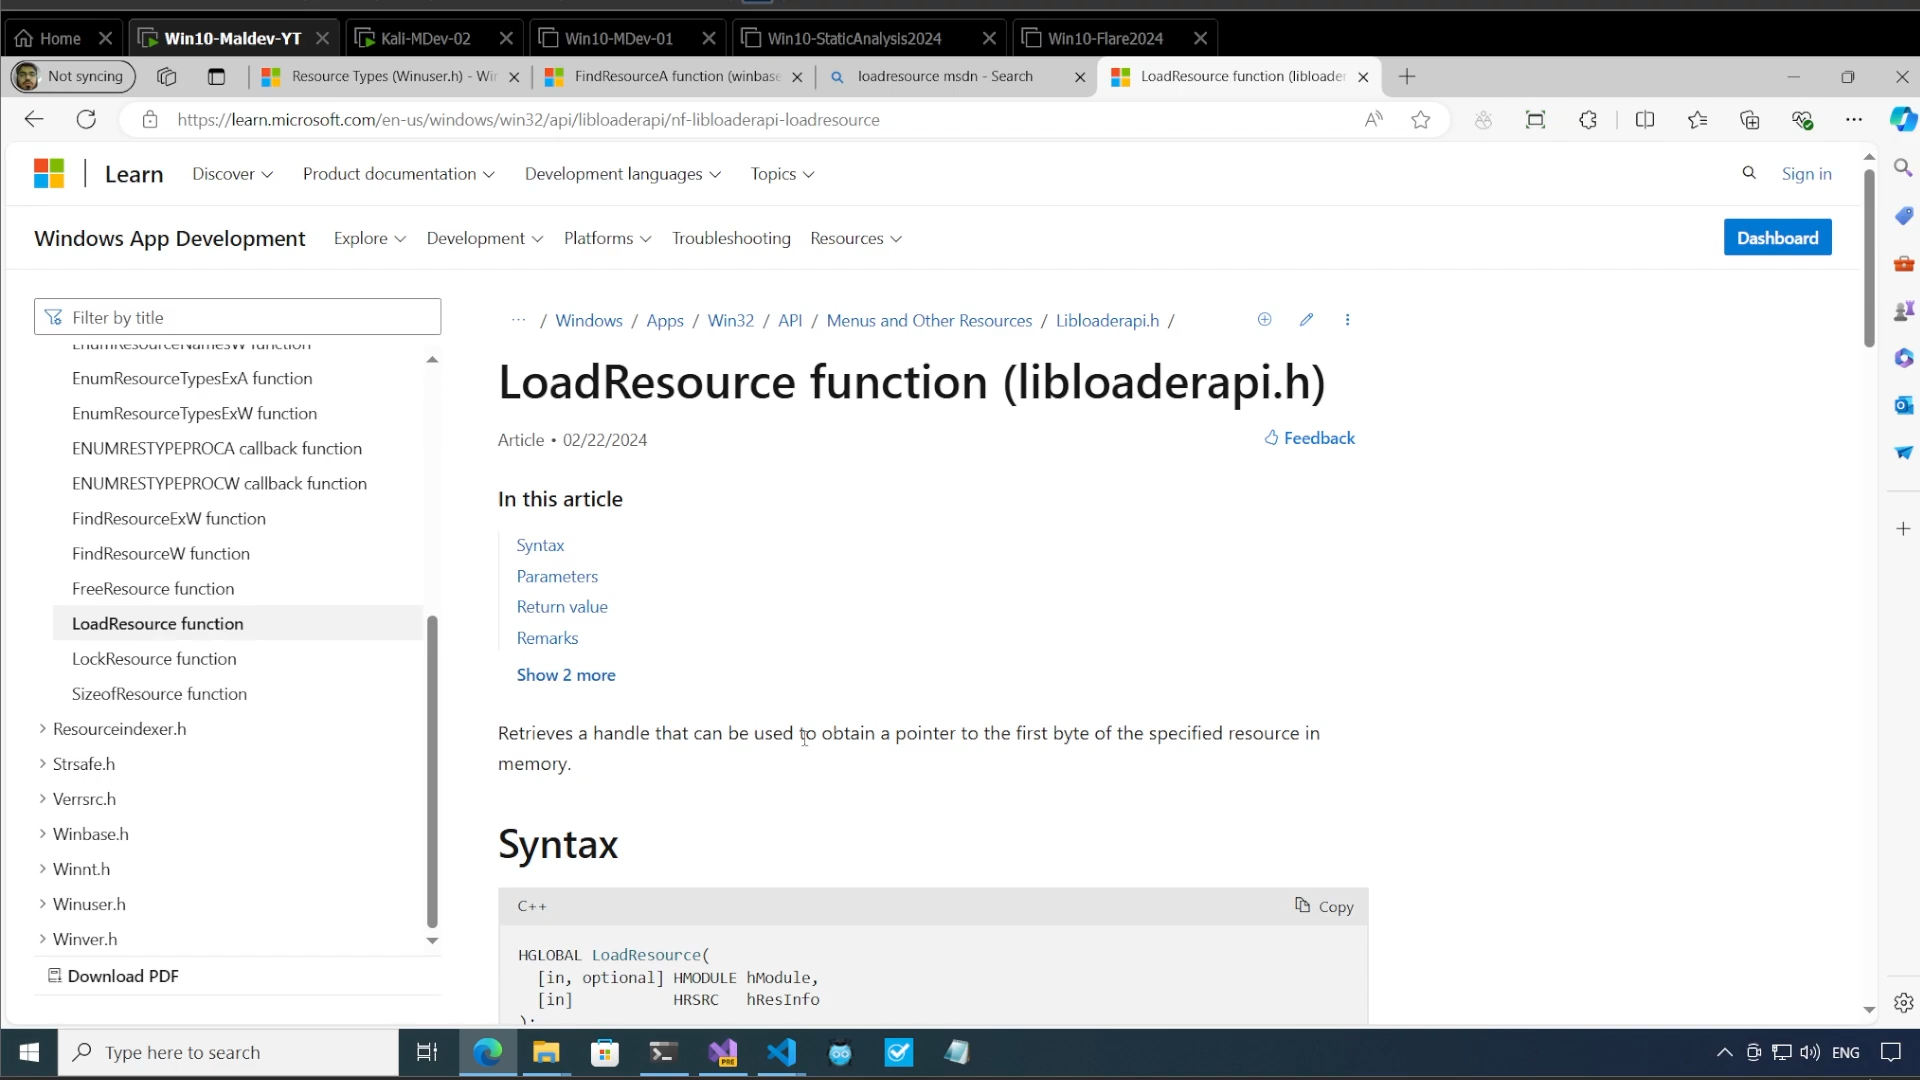 Home
Win10-Maldev-YT
Kali-MDev-02
Win10-MDev-01
Win10-StaticAnalysis2024
Win10-Flare2024
Not syncing
Resource Types (Winuser.h) - Wir
FindResourceA function (winbase
loadresource msdn - Search
LoadResource function (libloader
https://learn.microsoft.com/en-us/windows/win32/api/libloaderapi/nf-libloaderapi-loadresource
Learn
Discover
Product documentation
Development languages
Topics
Sign in
Windows App Development
Explore
Development
Platforms
Troubleshooting
Resources
Dashboard
Filter by title
EnumResourceNamesW function
EnumResourceTypesExA function
EnumResourceTypesExW function
ENUMRESTYPEPROCA callback function
ENUMRESTYPEPROCW callback function
FindResourceExW function
FindResourceW function
FreeResource function
LoadResource function
LockResource function
SizeofResource function
Resourceindexer.h
Strsafe.h
Verrsrc.h
Winbase.h
Winnt.h
Winuser.h
Winver.h
Download PDF
··· / Windows / Apps / Win32 / API / Menus and Other Resources / Libloaderapi.h /
LoadResource function (libloaderapi.h)
Article • 02/22/2024
Feedback
In this article
Syntax
Parameters
Return value
Remarks
Show 2 more
Retrieves a handle that can be used to obtain a pointer to the first byte of the specified resource in
memory.
Syntax
C++
Copy
HGLOBAL LoadResource(
[in, optional] HMODULE hModule,
[in] HRSRC hResInfo
);
Type here to search
ENG